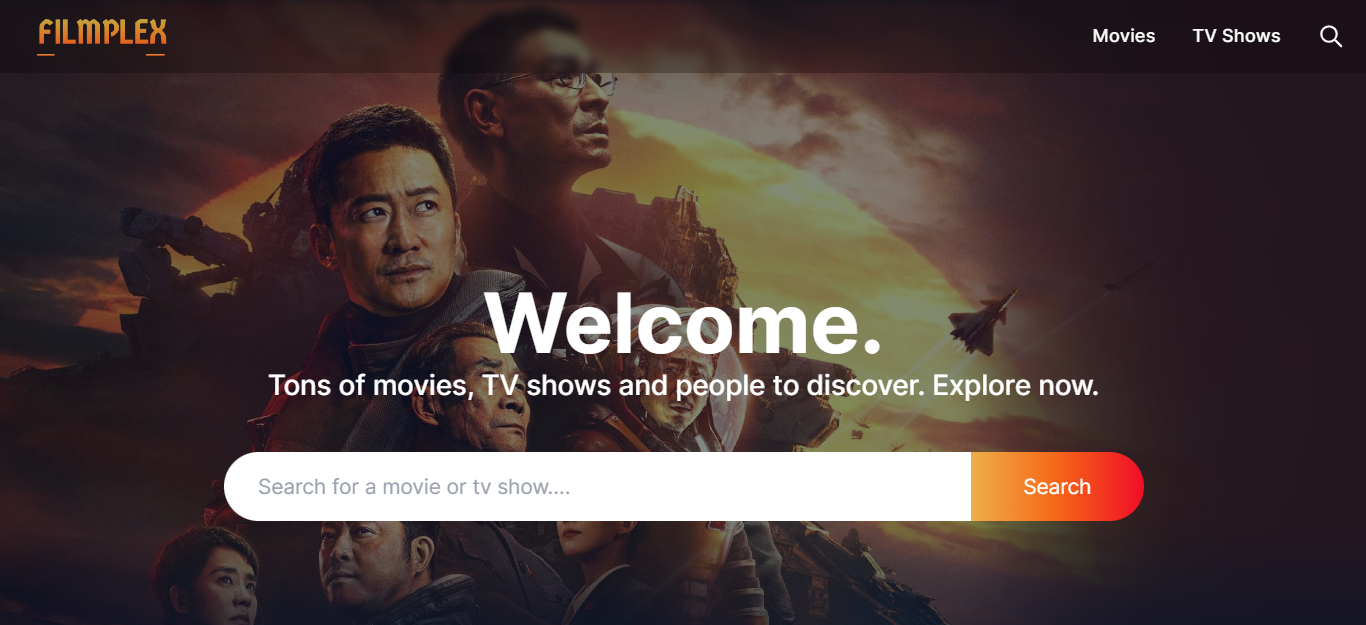 FILMPLEX
Movies
TV Shows
Welcome.
Tons of movies, TV shows and people to discover. Explore now.
Search for a movie or tv show....
Search